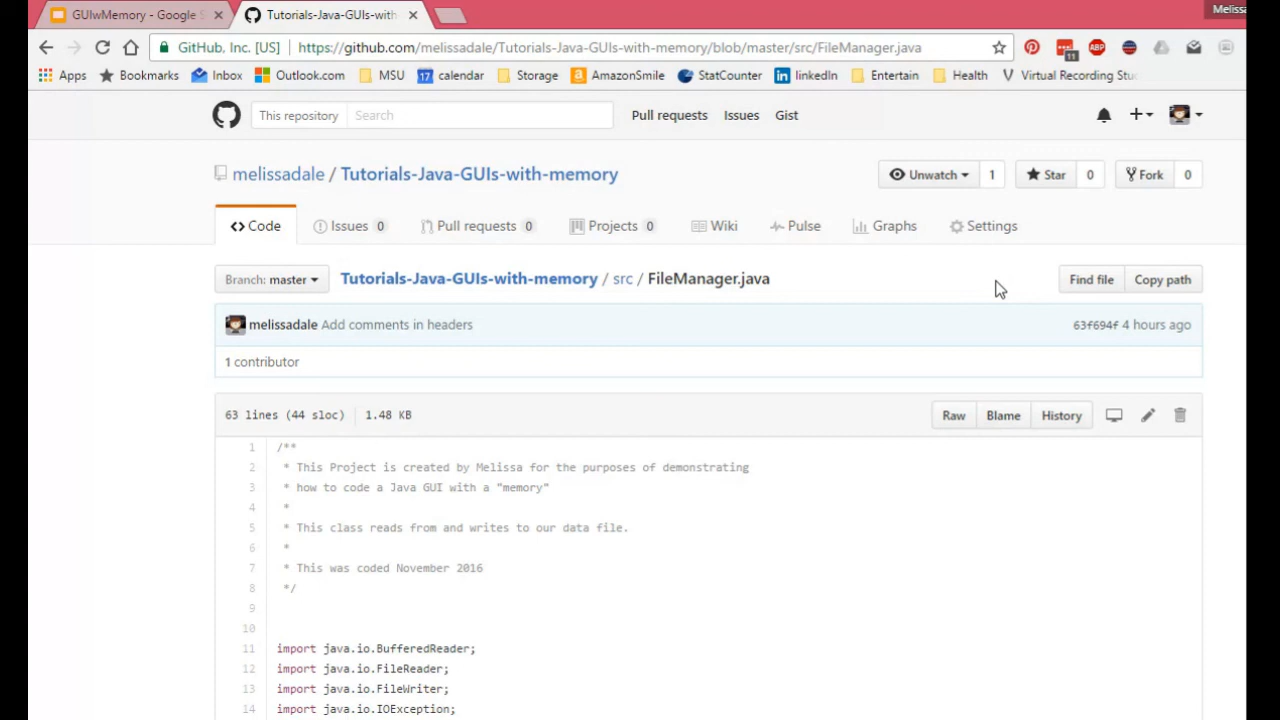 Melissa
GUIwMemory - Google S
Tutorials-Java-GUIs-with-
GitHub, Inc. [US] https://github.com/melissadale/Tutorials-Java-GUIs-with-memory/blob/master/src/FileManager.java
11
ABP
Apps Bookmarks Inbox Outlook.com MSU 17 calendar Storage a AmazonSmile StatCounter in linkedIn Entertain Health V Virtual Recording Stu
This repository Search Pull requests Issues Gist
melissadale / Tutorials-Java-GUIs-with-memory
Unwatch 1 Star 0 Fork 0
Code Issues 0 Pull requests 0 Projects 0 Wiki Pulse Graphs Settings
Branch: master Tutorials-Java-GUIs-with-memory / src / FileManager.java Find file Copy path
melissadale Add comments in headers 63f694f 4 hours ago
1 contributor
63 lines (44 sloc) 1.48 KB Raw Blame History
1 /**
2 * This Project is created by Melissa for the purposes of demonstrating
3 * how to code a Java GUI with a "memory"
4 *
5 * This class reads from and writes to our data file.
6 *
7 * This was coded November 2016
8 */
9
10
11 import java.io.BufferedReader;
12 import java.io.FileReader;
13 import java.io.FileWriter;
14 import java.io.IOException;